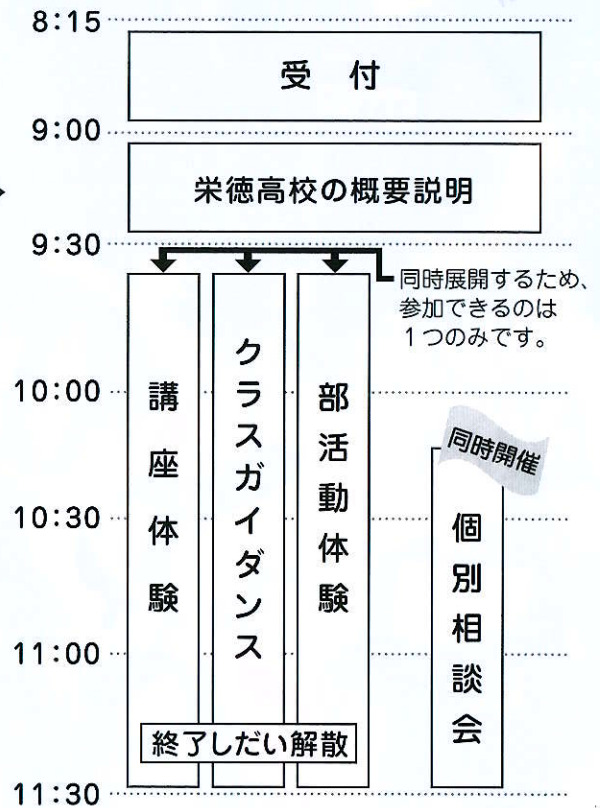 8:15
受 付
9:00
栄徳高校の概要説明
9:30
同時展開するため、
参加できるのは
1つのみです。
講座体験
クラスガイダンス
部活動体験
10:00
同時開催
個別相談会
10:30
11:00
終了しだい解散
11:30